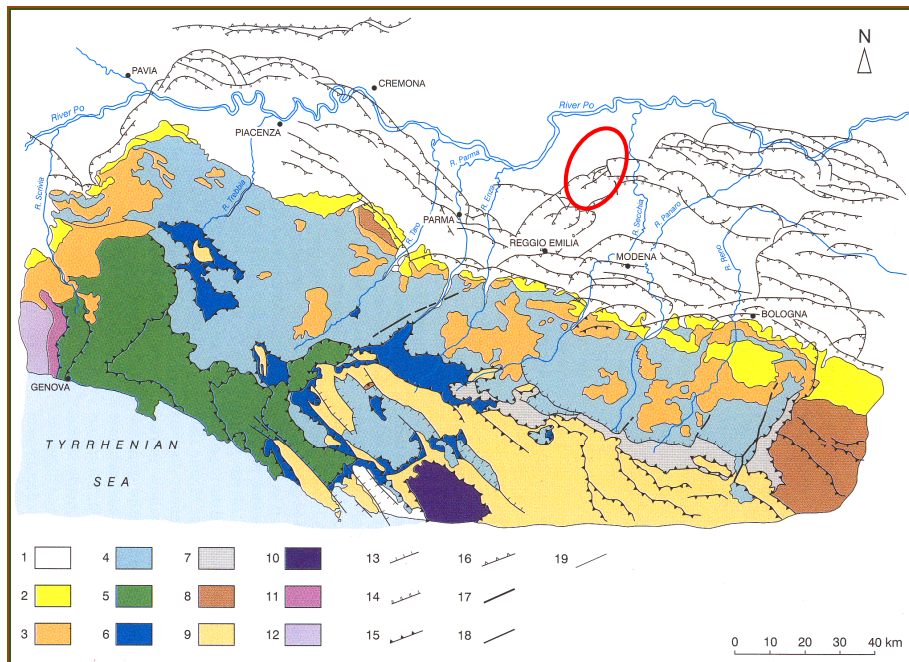 N
PAVIA
CREMONA
River Po
River Po
PIACENZA
R. Scrivia
R. Trebbia
R. Parma
R. Enza
R. Taro
PARMA
R. Secchia
R. Panaro
REGGIO EMILIA
MODENA
R. Reno
BOLOGNA
GENOVA
TYRRHENIAN
SEA
1 4 7 10 13 16 19
2 5 8 11 14 17
3 6 9 12 15 18
0 10 20 30 40 km